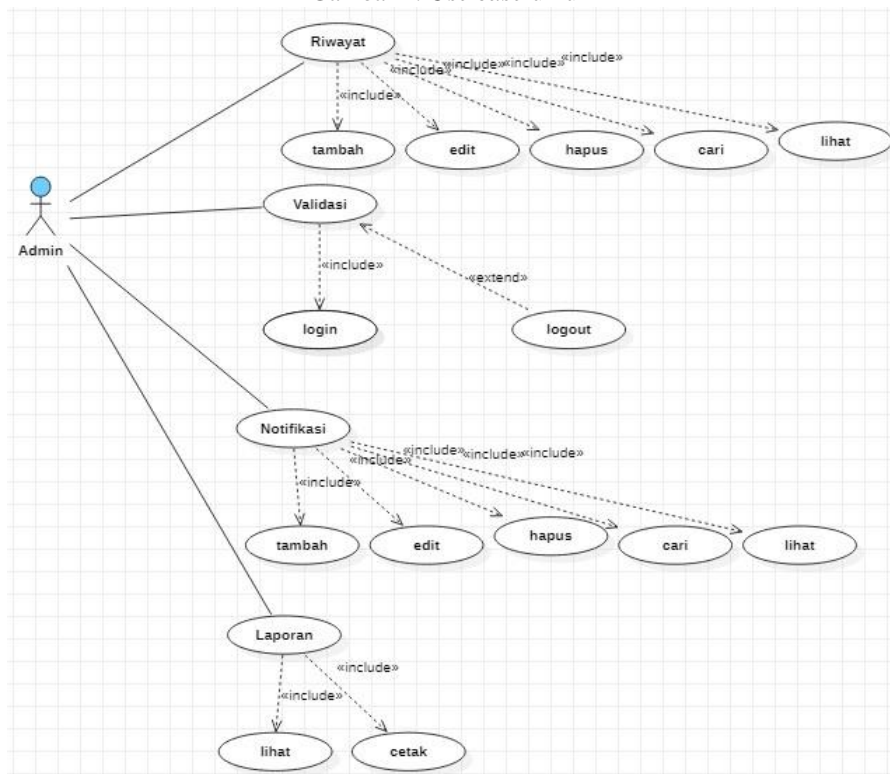 Riwayat
«include»
«include»
«include»
«include»
«include»
tambah
edit
hapus
cari
lihat
Admin
Validasi
«include»
«extend»
login
logout
Notifikasi
«include»
«include»
«include»
«include»
«include»
tambah
edit
hapus
cari
lihat
Laporan
«include»
«include»
lihat
cetak